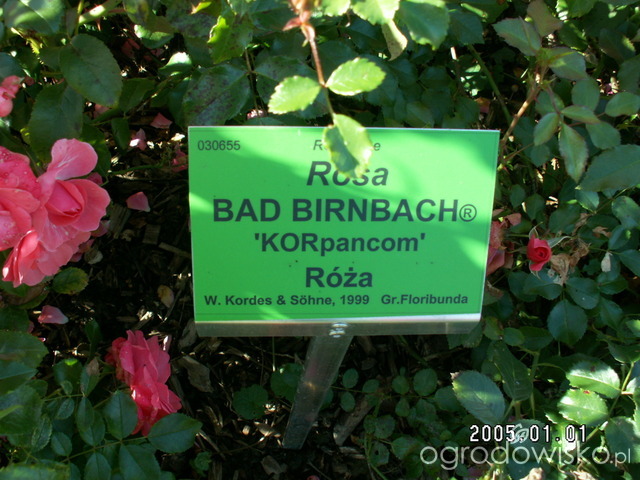 030655
Rosa
BAD BIRNBACH®
'KORpancom'
Róża
W. Kordes & Söhne, 1999 Gr.Floribunda
2005.01.01
ogrodowisko.pl